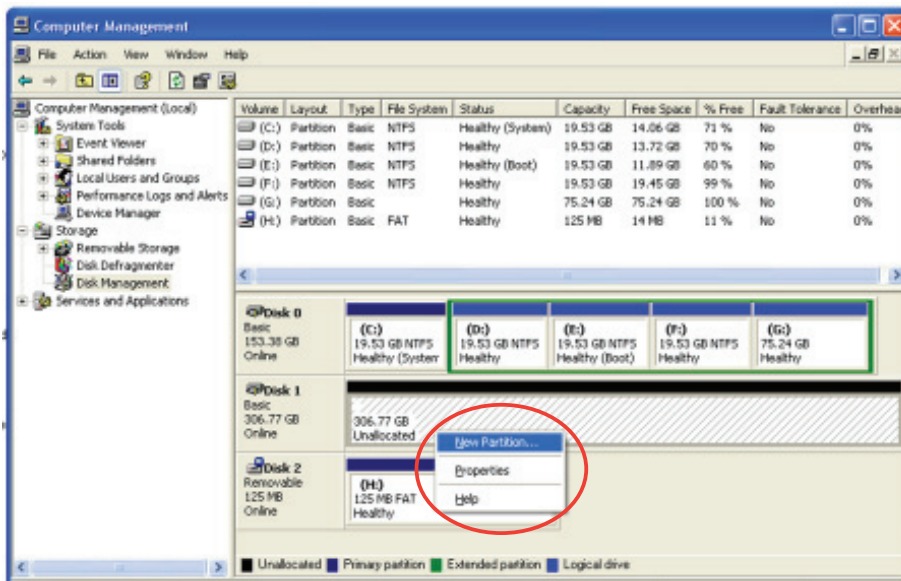 Computer Management
File Action View Window Help
Computer Management (Local)
System Tools
Event Viewer
Shared Folders
Local Users and Groups
Performance Logs and Alerts
Device Manager
Storage
Removable Storage
Disk Defragmenter
Disk Management
Services and Applications
Volume Layout Type File System Status Capacity Free Space % Free Fault Tolerance Overhead
(C:) Partition Basic NTFS Healthy (System) 19.53 GB 14.06 GB 71 % No 0%
(D:) Partition Basic NTFS Healthy 19.53 GB 13.72 GB 70 % No 0%
(E:) Partition Basic NTFS Healthy (Boot) 19.53 GB 11.89 GB 60 % No 0%
(F:) Partition Basic NTFS Healthy 19.53 GB 19.45 GB 99 % No 0%
(G:) Partition Basic Healthy 75.24 GB 75.24 GB 100 % No 0%
(H:) Partition Basic FAT Healthy 125 MB 14 MB 11 % No 0%
Disk 0
Basic
153.38 GB
Online
(C:)
19.53 GB NTFS
Healthy (System
(D:)
19.53 GB NTFS
Healthy
(E:)
19.53 GB NTFS
Healthy (Boot)
(F:)
19.53 GB NTFS
Healthy
(G:)
75.24 GB
Healthy
Disk 1
Basic
306.77 GB
Online
306.77 GB
Unallocated
New Partition...
Properties
Help
Disk 2
Removable
125 MB
Online
(H:)
125 MB FAT
Healthy
Unallocated Primary partition Extended partition Logical drive